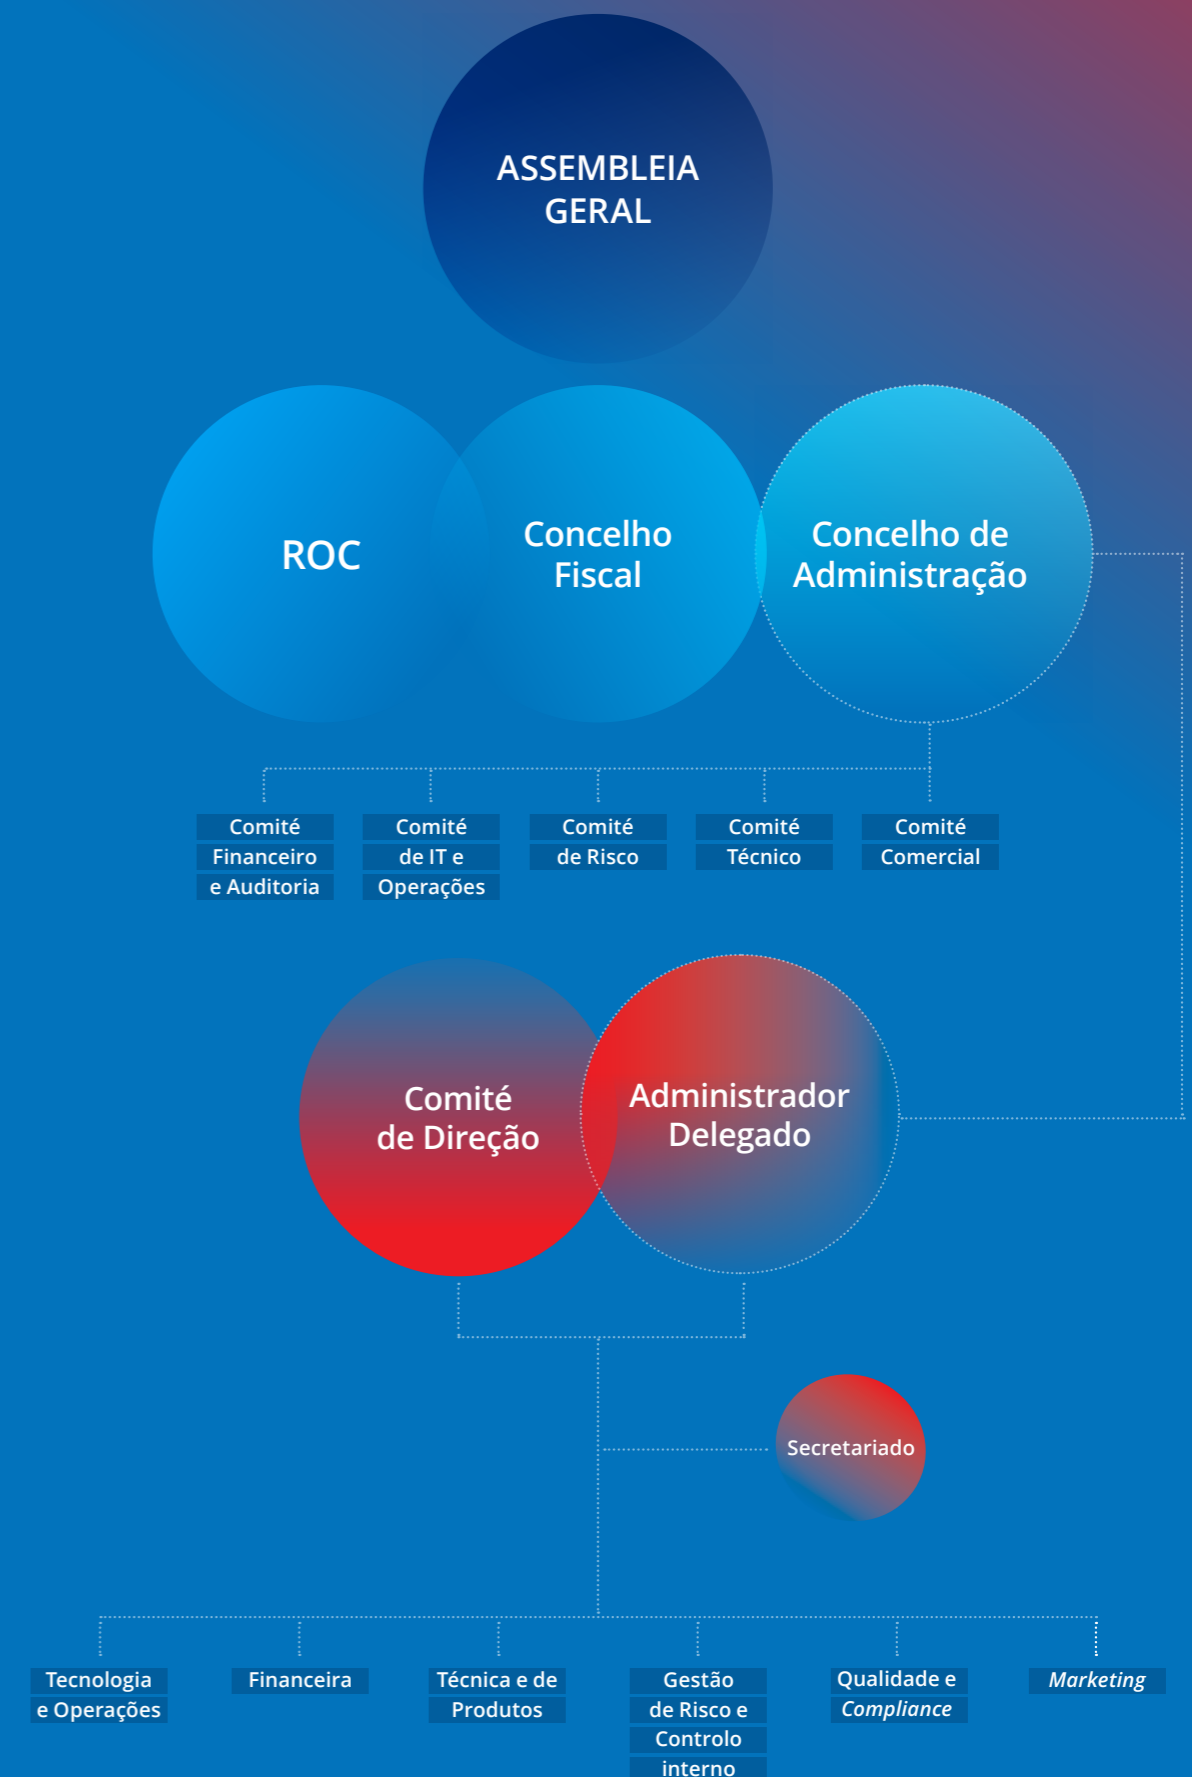 ASSEMBLEIA
GERAL
ROC
Concelho
Fiscal
Concelho de
Administração
Comité
Financeiro
e Auditoria
Comité
de IT e
Operações
Comité
de Risco
Comité
Técnico
Comité
Comercial
Comité
de Direção
Administrador
Delegado
Secretariado
Tecnologia
e Operações
Financeira
Técnica e de
Produtos
Gestão
de Risco e
Controlo
interno
Qualidade e
Compliance
Marketing